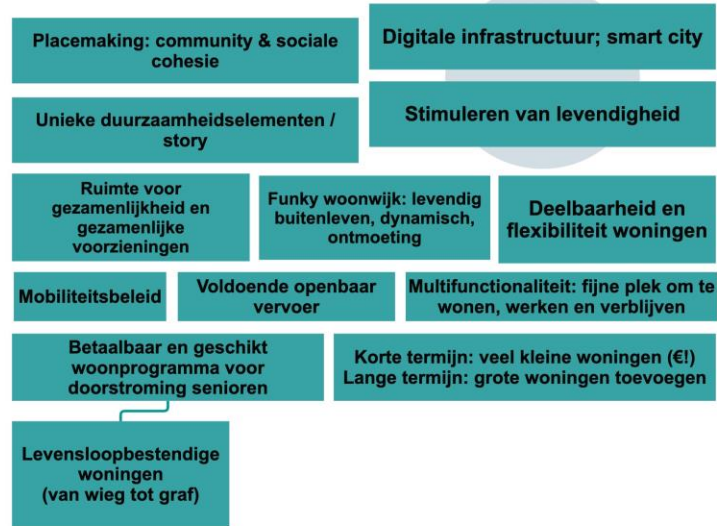 Placemaking: community & sociale
cohesie
Digitale infrastructuur; smart city
Unieke duurzaamheidselementen /
story
Stimuleren van levendigheid
Ruimte voor
gezamenlijkheid en
gezamenlijke
voorzieningen
Funky woonwijk: levendig
buitenleven, dynamisch,
ontmoeting
Deelbaarheid en
flexibiliteit woningen
Mobiliteitsbeleid
Voldoende openbaar
vervoer
Multifunctionaliteit: fijne plek om te
wonen, werken en verblijven
Betaalbaar en geschikt
woonprogramma voor
doorstroming senioren
Korte termijn: veel kleine woningen (€!)
Lange termijn: grote woningen toevoegen
Levensloopbestendige
woningen
(van wieg tot graf)